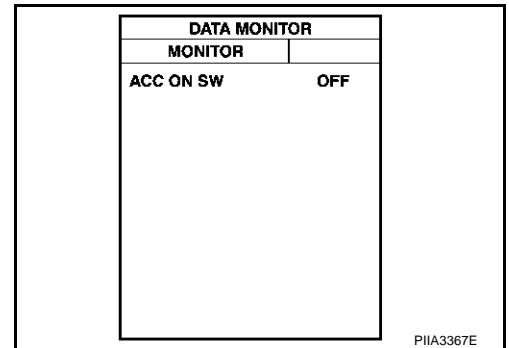 DATA MONITOR
MONITOR
ACC ON SW OFF
PIIA3367E